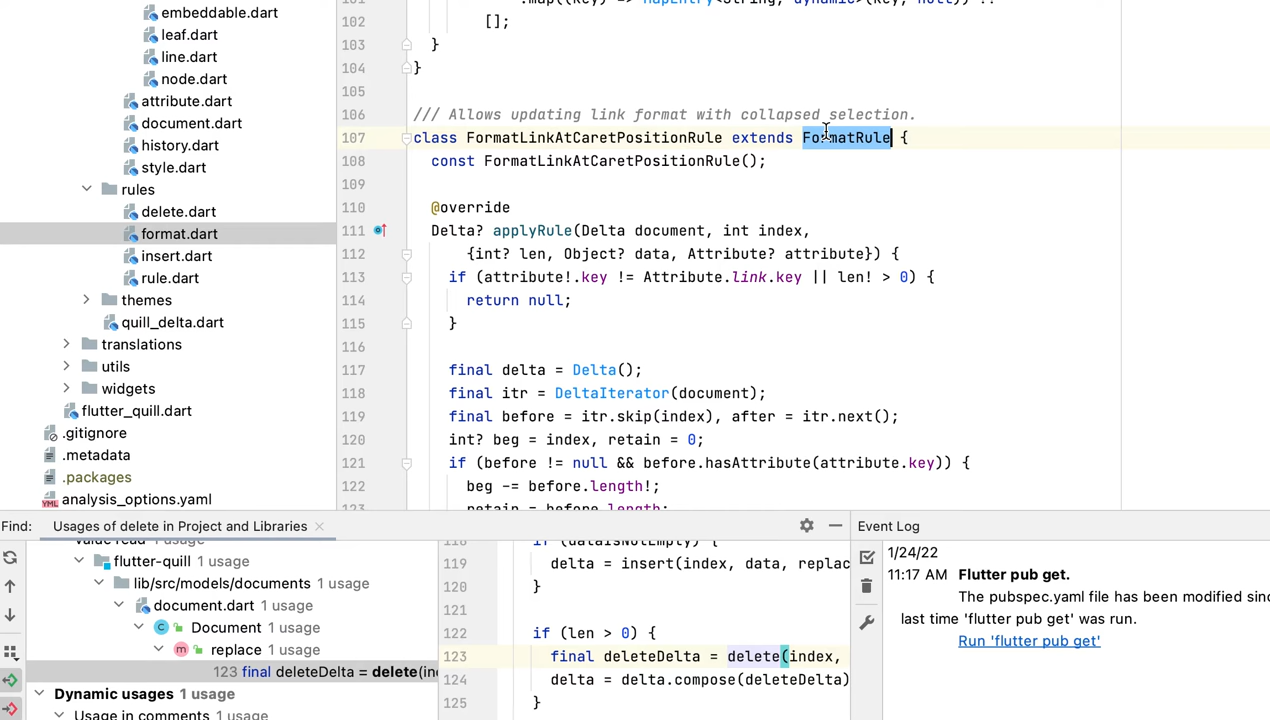 embeddable.dart
leaf.dart
line.dart
node.dart
attribute.dart
document.dart
history.dart
style.dart
rules
delete.dart
format.dart
insert.dart
rule.dart
themes
quill_delta.dart
translations
utils
widgets
flutter_quill.dart
.gitignore
.metadata
.packages
analysis_options.yaml
102 [];
103 }
104 }
105
106 /// Allows updating link format with collapsed selection.
107 class FormatLinkAtCaretPositionRule extends FormatRule {
108 const FormatLinkAtCaretPositionRule();
109
110 @override
111 Delta? applyRule(Delta document, int index,
112 {int? len, Object? data, Attribute? attribute}) {
113 if (attribute!.key != Attribute.link.key || len! > 0) {
114 return null;
115 }
116
117 final delta = Delta();
118 final itr = DeltaIterator(document);
119 final before = itr.skip(index), after = itr.next();
120 int? beg = index, retain = 0;
121 if (before != null && before.hasAttribute(attribute.key)) {
122 beg -= before.length!;
retain = before.length;
Find: Usages of delete in Project and Libraries
Value read 1 usage
flutter-quill 1 usage
lib/src/models/documents 1 usage
document.dart 1 usage
Document 1 usage
replace 1 usage
123 final deleteDelta = delete(in
Dynamic usages 1 usage
Usage in comments 1 usage
118 if (dataIsNotEmpty) {
119 delta = insert(index, data, replac
120 }
121
122 if (len > 0) {
123 final deleteDelta = delete(index,
124 delta = delta.compose(deleteDelta)
125 }
Event Log
1/24/22
11:17 AM Flutter pub get.
The pubspec.yaml file has been modified sinc
last time 'flutter pub get' was run.
Run 'flutter pub get'